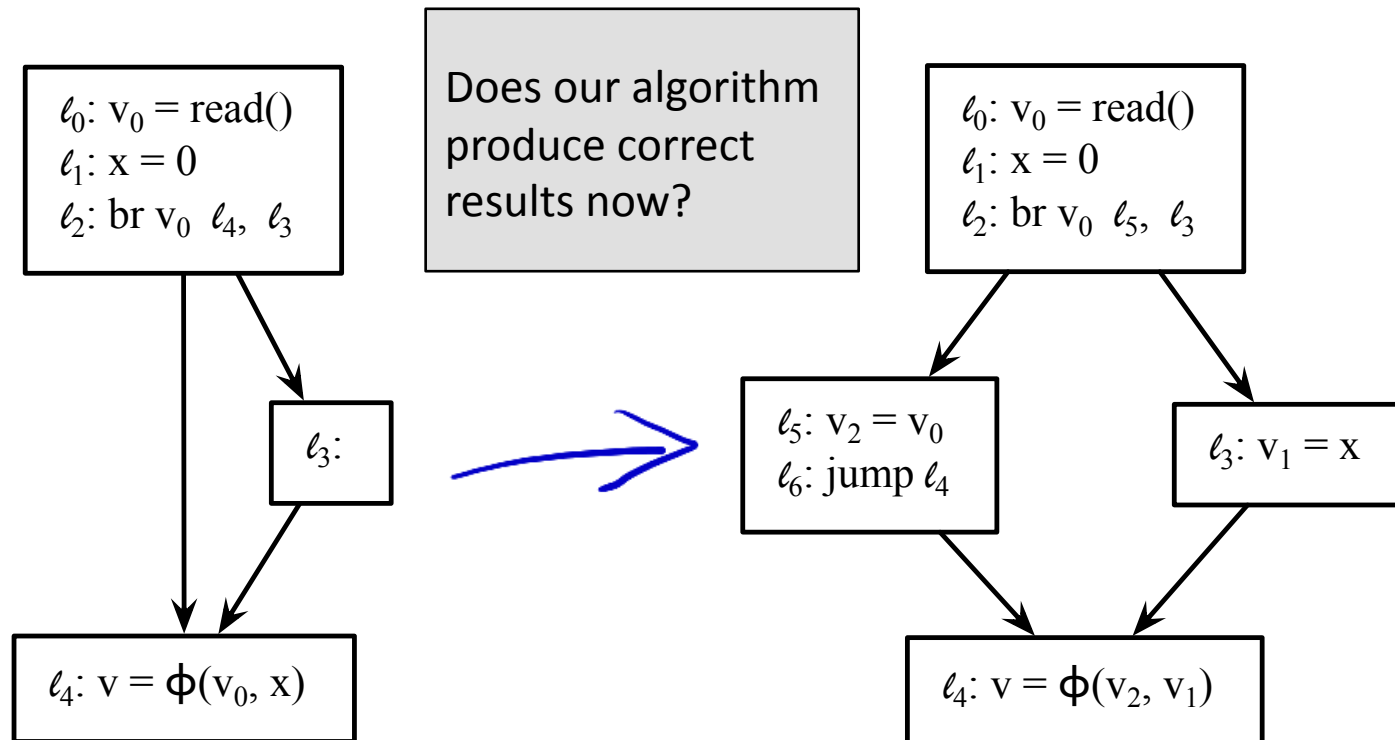 ℓ₀: v₀ = read()
ℓ₁: x = 0
ℓ₂: br v₀ ℓ₄, ℓ₃
ℓ₃:
ℓ₄: v = ϕ(v₀, x)
Does our algorithm
produce correct
results now?
ℓ₀: v₀ = read()
ℓ₁: x = 0
ℓ₂: br v₀ ℓ₅, ℓ₃
ℓ₅: v₂ = v₀
ℓ₆: jump ℓ₄
ℓ₃: v₁ = x
ℓ₄: v = ϕ(v₂, v₁)